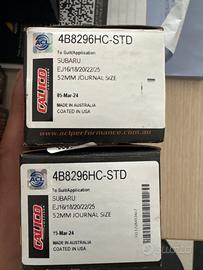 4B8296HC-STD
To Suit/Application
SUBARU
EJ16/18/20/22/25
52MM JOURNAL SIZE
05-Mar-24
MADE IN AUSTRALIA
COATED IN USA
CALICO
www.aclperformance.com.au
4B8296HC-STD
To Suit/Application
SUBARU
EJ16/18/20/22/25
52MM JOURNAL SIZE
15-Mar-24
MADE IN AUSTRALIA
COATED IN USA
CALICO